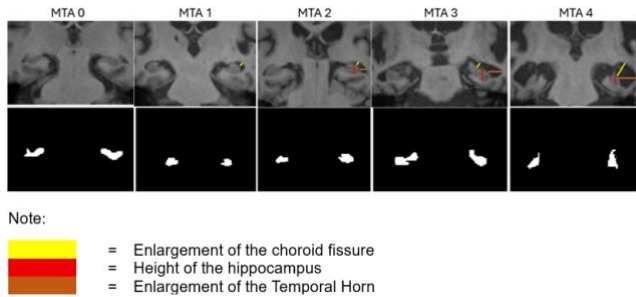 MTA 0 MTA 1 MTA 2 MTA 3 MTA 4
Note:
= Enlargement of the choroid fissure
= Height of the hippocampus
= Enlargement of the Temporal Horn